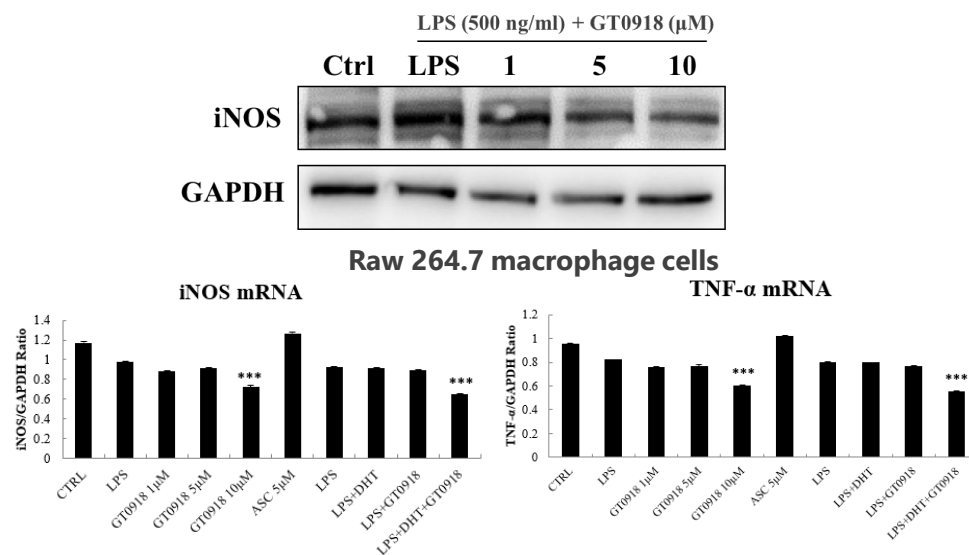 LPS (500 ng/ml) + GT0918 (μM)
Ctrl LPS 1 5 10
iNOS
GAPDH
Raw 264.7 macrophage cells
iNOS mRNA
iNOS/GAPDH Ratio
1.4
1.2
1
0.8
0.6
0.4
0.2
0
***
***
CTRL
LPS
GT0918 1μM
GT0918 5μM
GT0918 10μM
ASC 5μM
LPS
LPS+DHT
LPS+GT0918
LPS+DHT+GT0918
TNF-α mRNA
TNF-α/GAPDH Ratio
1.2
1
0.8
0.6
0.4
0.2
0
***
***
CTRL
LPS
GT0918 1μM
GT0918 5μM
GT0918 10μM
ASC 5μM
LPS
LPS+DHT
LPS+GT0918
LPS+DHT+GT0918